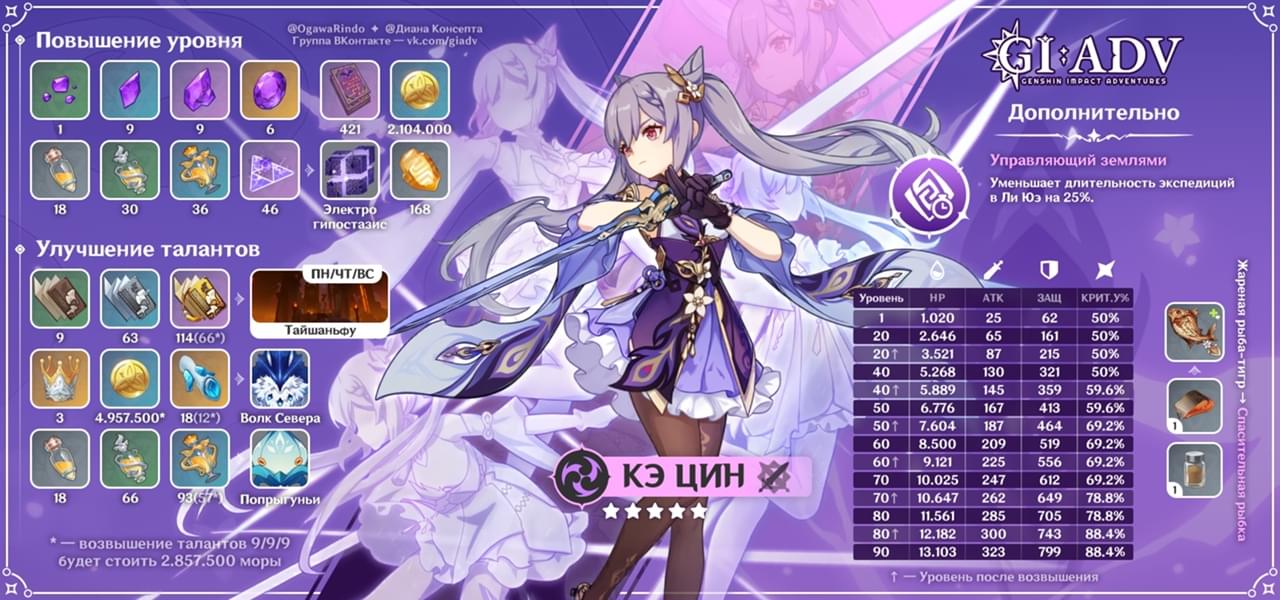 @OgawaRindo ✦ @Диана Консепта
Группа ВКонтакте — vk.com/giadv
Повышение уровня
1 9 9 6 421 2.104.000
18 30 36 46 Электро гипостазис 168
Улучшение талантов
ПН/ЧТ/ВС
Тайшаньфу
9 63 114(66*)
3 4.957.500* 18(12*) Волк Севера
18 66 93(57*) Попрыгуньи
* — возвышение талантов 9/9/9
будет стоить 2.857.500 моры
КЭ ЦИН
GI·ADV
GENSHIN IMPACT ADVENTURES
Дополнительно
Управляющий землями
Уменьшает длительность экспедиций
в Ли Юэ на 25%.
Уровень HP АТК ЗАЩ КРИТ.У%
1 1.020 25 62 50%
20 2.646 65 161 50%
20↑ 3.521 87 215 50%
40 5.268 130 321 50%
40↑ 5.889 145 359 59.6%
50 6.776 167 413 59.6%
50↑ 7.604 187 464 69.2%
60 8.500 209 519 69.2%
60↑ 9.121 225 556 69.2%
70 10.025 247 612 69.2%
70↑ 10.647 262 649 78.8%
80 11.561 285 705 78.8%
80↑ 12.182 300 743 88.4%
90 13.103 323 799 88.4%
↑ — Уровень после возвышения
Жареная рыба-тигр → Спасительная рыбка
1
1